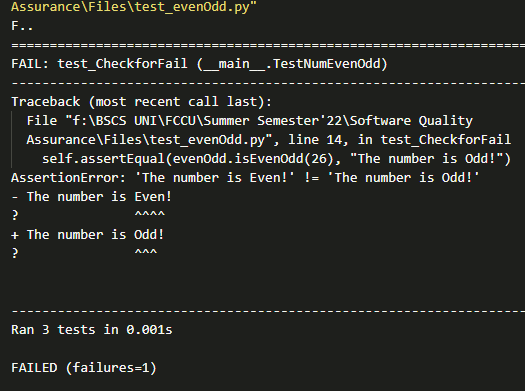 Assurance\Files\test_evenOdd.py"
F..
======================================================================
FAIL: test_CheckforFail (__main__.TestNumEvenOdd)
----------------------------------------------------------------------
Traceback (most recent call last):
  File "f:\BSCS UNI\FCCU\Summer Semester'22\Software Quality
  Assurance\Files\test_evenOdd.py", line 14, in test_CheckforFail
    self.assertEqual(evenOdd.isEvenOdd(26), "The number is Odd!")
AssertionError: 'The number is Even!' != 'The number is Odd!'
- The number is Even!
?               ^^^^
+ The number is Odd!
?               ^^^
----------------------------------------------------------------------
Ran 3 tests in 0.001s
FAILED (failures=1)